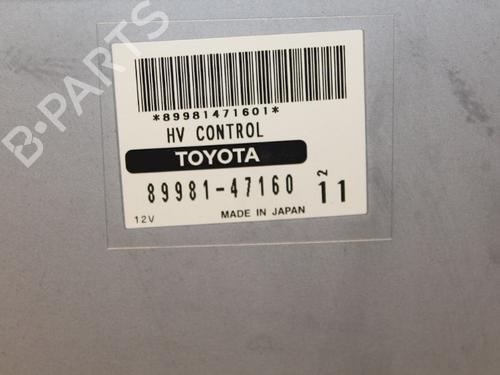 *89981471601*
HV CONTROL
TOYOTA
89981-47160 2 11
12V MADE IN JAPAN
B-PARTS